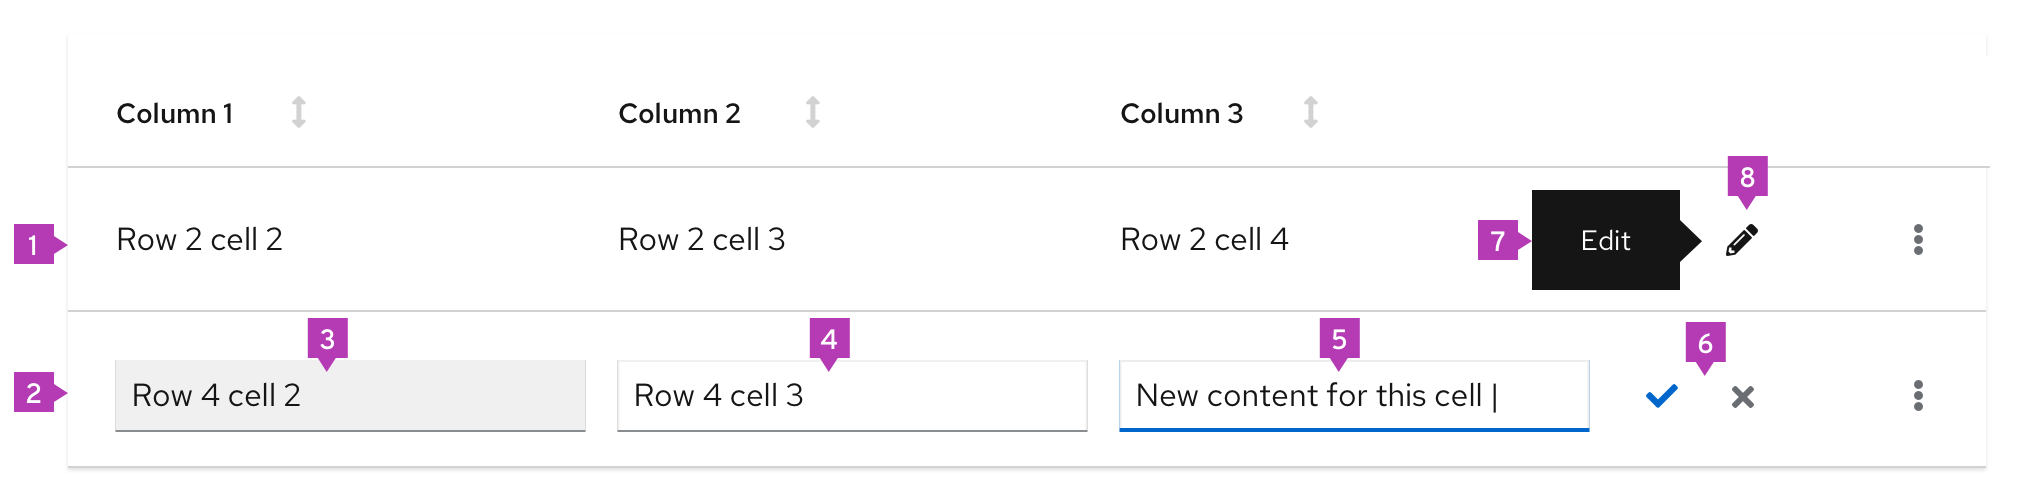 Column 1 Column 2 Column 3
8
1 Row 2 cell 2 Row 2 cell 3 Row 2 cell 4 7 Edit
3 4 5 6
2 Row 4 cell 2 Row 4 cell 3 New content for this cell |